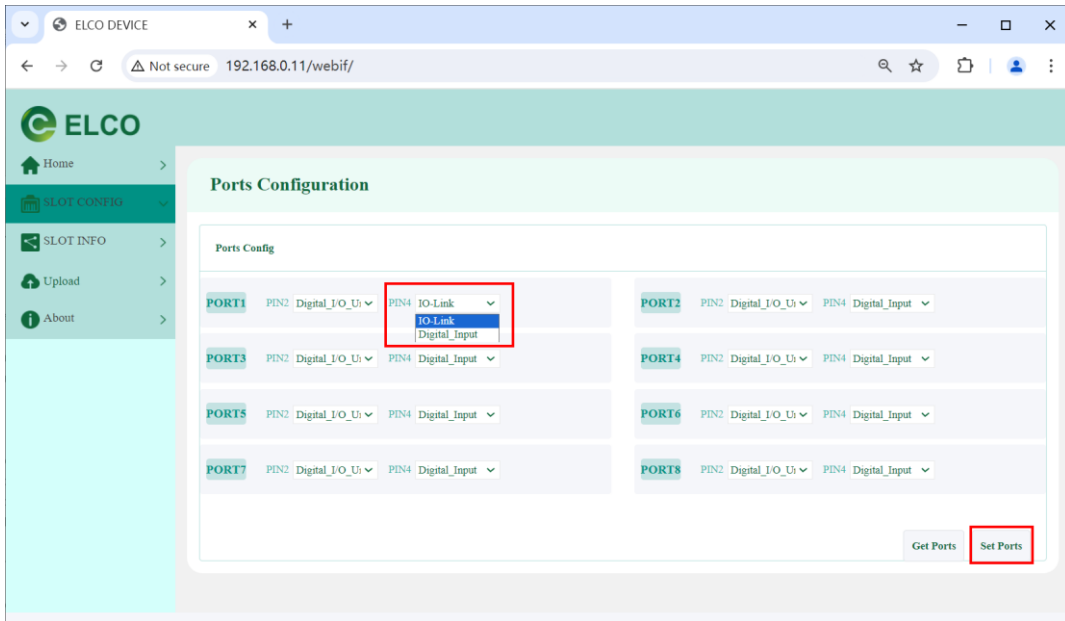 ELCO DEVICE
Not secure 192.168.0.11/webif/
ELCO
Home
SLOT CONFIG
SLOT INFO
Upload
About
Ports Configuration
Ports Config
PORT1 PIN2 Digital_I/O_U PIN4 IO-Link
IO-Link
Digital_Input
PORT2 PIN2 Digital_I/O_U PIN4 Digital_Input
PORT3 PIN2 Digital_I/O_U PIN4 Digital_Input
PORT4 PIN2 Digital_I/O_U PIN4 Digital_Input
PORT5 PIN2 Digital_I/O_U PIN4 Digital_Input
PORT6 PIN2 Digital_I/O_U PIN4 Digital_Input
PORT7 PIN2 Digital_I/O_U PIN4 Digital_Input
PORT8 PIN2 Digital_I/O_U PIN4 Digital_Input
Get Ports Set Ports